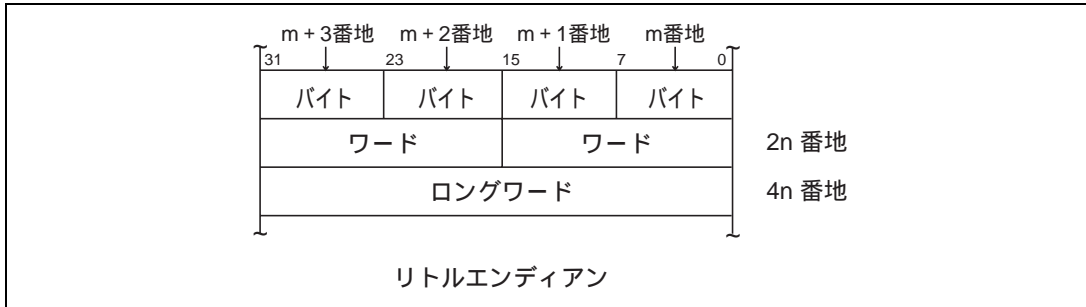 m + 3番地 m + 2番地 m + 1番地 m番地
31 23 15 7 0
バイト バイト バイト バイト
ワード ワード 2n 番地
ロングワード 4n 番地
リトルエンディアン